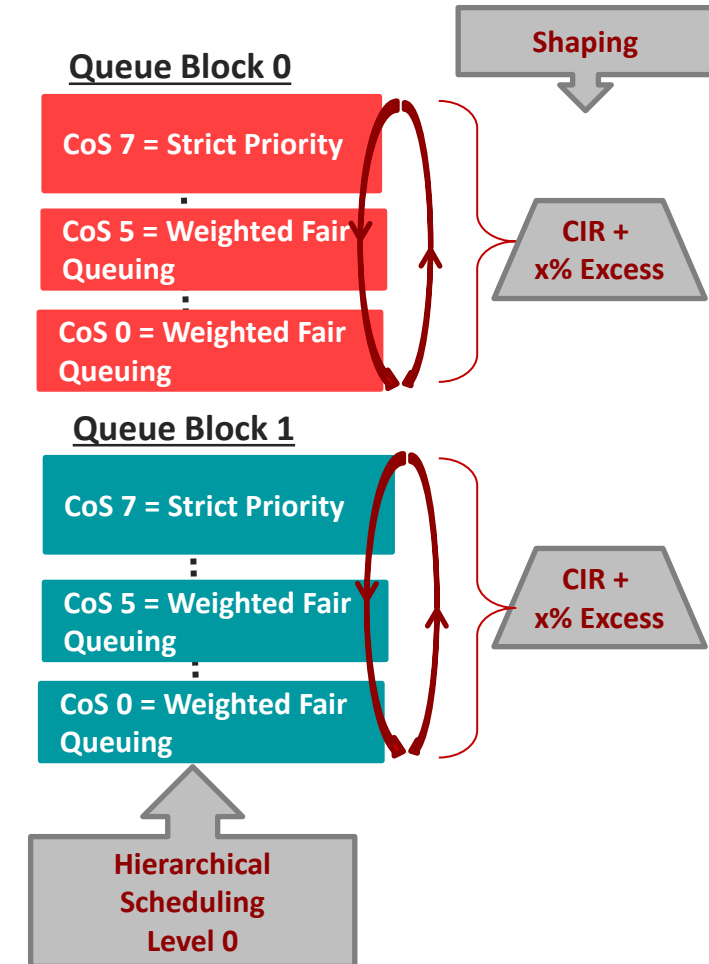 Shaping
Queue Block 0
CoS 7 = Strict Priority
CoS 5 = Weighted Fair
Queuing
CoS 0 = Weighted Fair
Queuing
CIR +
x% Excess
Queue Block 1
CoS 7 = Strict Priority
CoS 5 = Weighted Fair
Queuing
CoS 0 = Weighted Fair
Queuing
CIR +
x% Excess
Hierarchical
Scheduling
Level 0